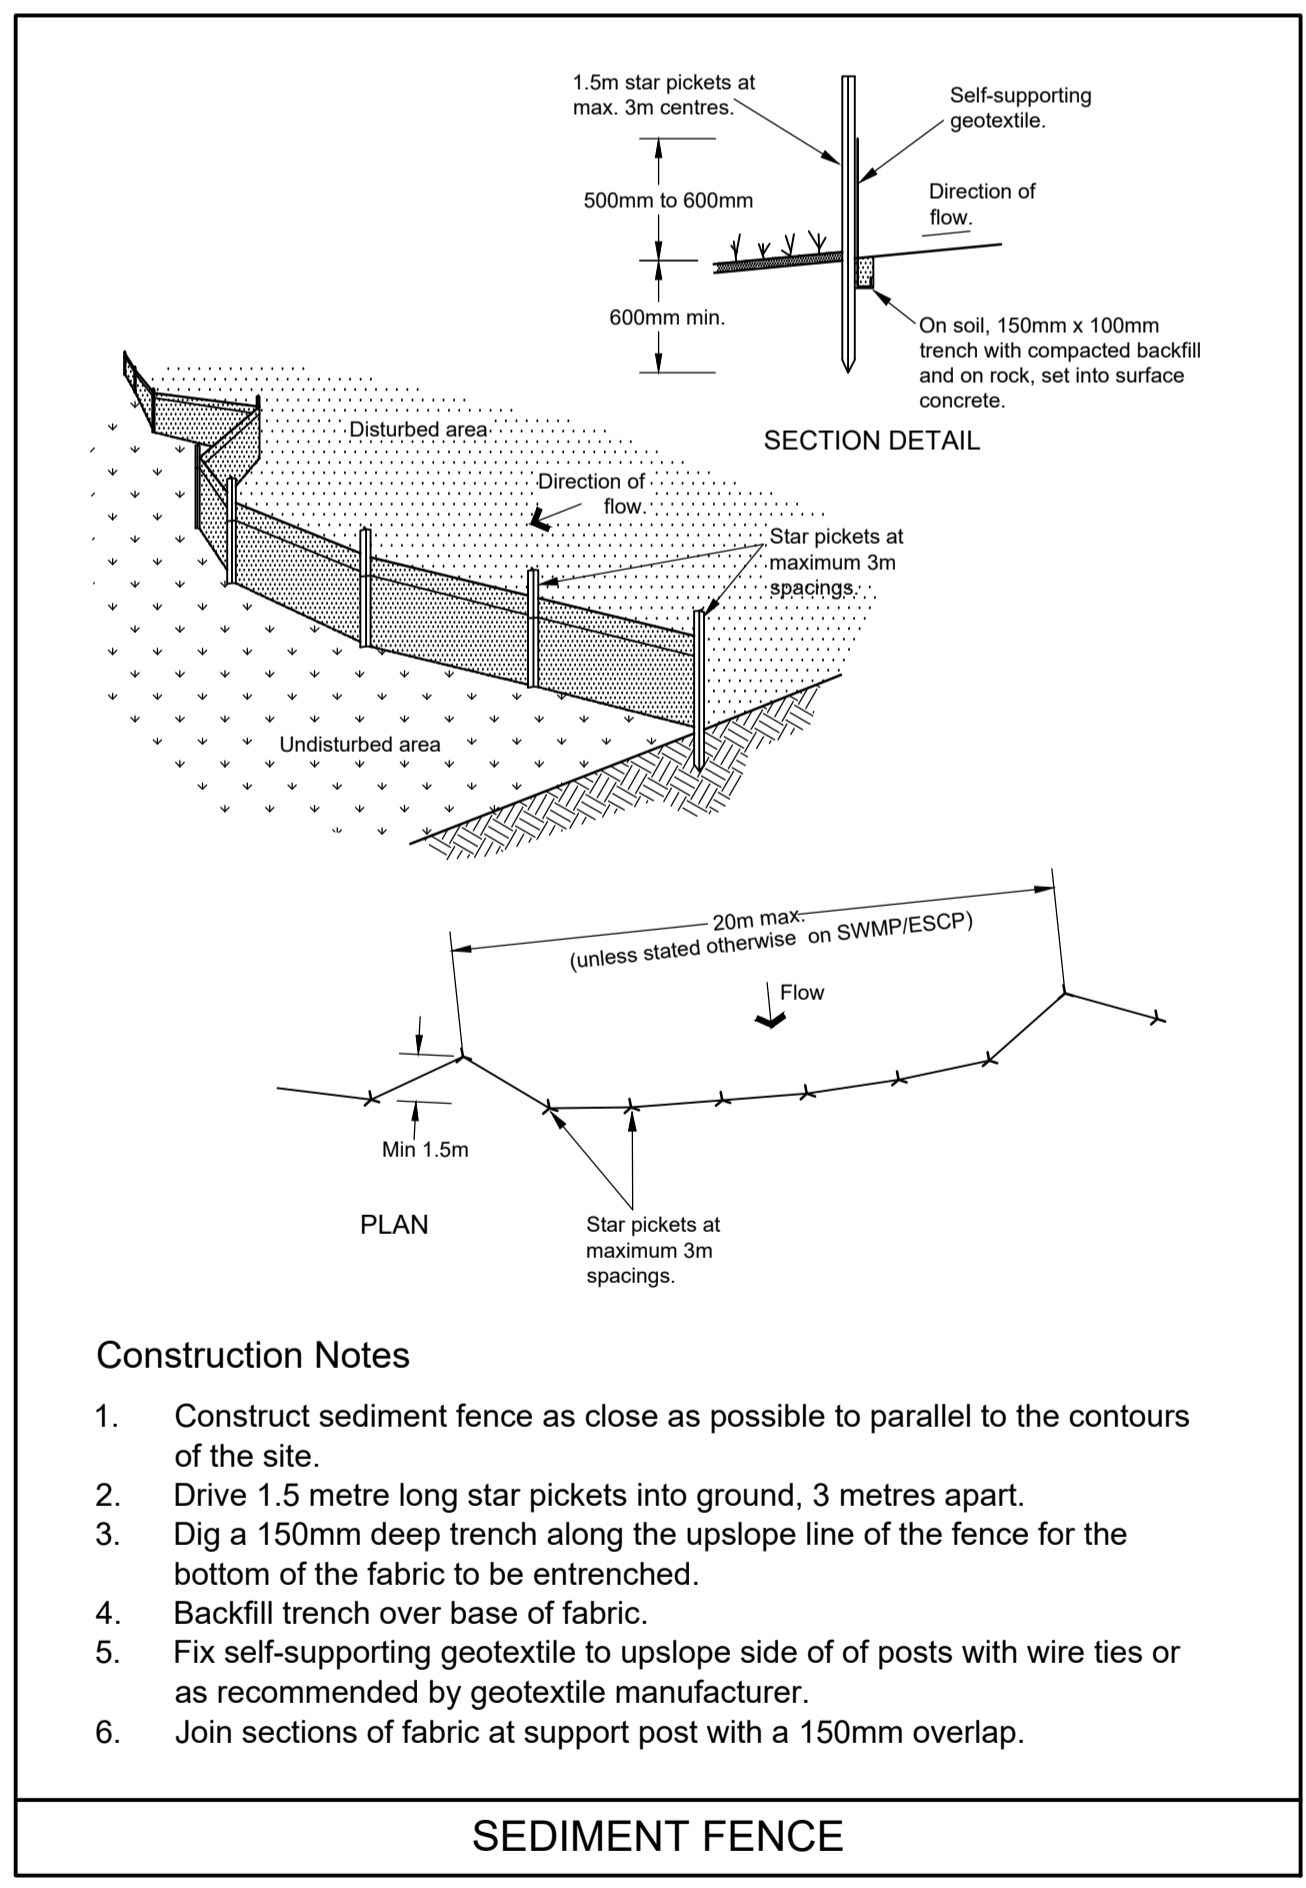 1.5m star pickets at
max. 3m centres.
Self-supporting
geotextile.
500mm to 600mm
Direction of
flow.
600mm min.
On soil, 150mm x 100mm
trench with compacted backfill
and on rock, set into surface
concrete.
SECTION DETAIL
Disturbed area
Direction of
flow.
Star pickets at
maximum 3m
spacings.
Undisturbed area
20m max.
(unless stated otherwise on SWMP/ESCP)
Flow
Min 1.5m
PLAN
Star pickets at
maximum 3m
spacings.
Construction Notes
1. Construct sediment fence as close as possible to parallel to the contours
of the site.
2. Drive 1.5 metre long star pickets into ground, 3 metres apart.
3. Dig a 150mm deep trench along the upslope line of the fence for the
bottom of the fabric to be entrenched.
4. Backfill trench over base of fabric.
5. Fix self-supporting geotextile to upslope side of of posts with wire ties or
as recommended by geotextile manufacturer.
6. Join sections of fabric at support post with a 150mm overlap.
SEDIMENT FENCE